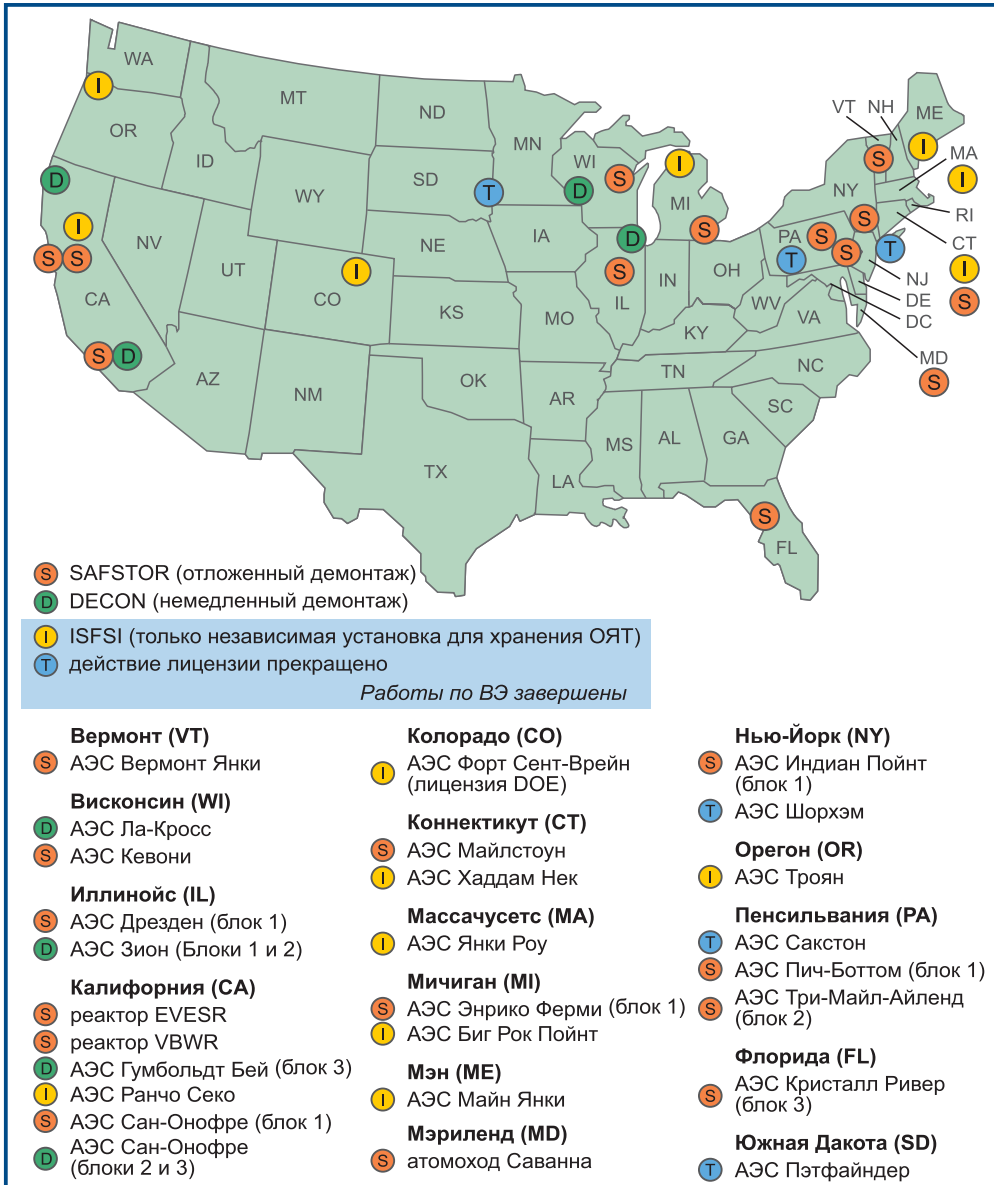 WA
MT
ND
MN
OR
ID
SD
WI
WY
MI
NE
IA
NV
UT
CO
CA
KS
MO
IL
IN
OH
PA
NY
VT
NH
ME
MA
RI
CT
NJ
DE
DC
MD
WV
VA
KY
NC
TN
AZ
NM
OK
AR
SC
MS
AL
GA
TX
LA
FL
I
D
I
S
S
S
D
I
T
D
S
D
S
I
S
S
S
S
S
T
T
I
I
I
S
S
S
S SAFSTOR (отложенный демонтаж)
D DECON (немедленный демонтаж)
I ISFSI (только независимая установка для хранения ОЯТ)
T действие лицензии прекращено
Работы по ВЭ завершены
Вермонт (VT)
S АЭС Вермонт Янки
Висконсин (WI)
D АЭС Ла-Кросс
S АЭС Кевони
Иллинойс (IL)
S АЭС Дрезден (блок 1)
D АЭС Зион (Блоки 1 и 2)
Калифорния (CA)
S реактор EVESR
S реактор VBWR
D АЭС Гумбольдт Бей (блок 3)
I АЭС Ранчо Секо
S АЭС Сан-Онофре (блок 1)
D АЭС Сан-Онофре
(блоки 2 и 3)
Колорадо (CO)
I АЭС Форт Сент-Врейн
(лицензия DOE)
Коннектикут (CT)
S АЭС Майлстоун
I АЭС Хаддам Нек
Массачусетс (MA)
I АЭС Янки Роу
Мичиган (MI)
S АЭС Энрико Ферми (блок 1)
I АЭС Биг Рок Пойнт
Мэн (ME)
I АЭС Майн Янки
Мэриленд (MD)
S атомоход Саванна
Нью-Йорк (NY)
S АЭС Индиан Пойнт
(блок 1)
T АЭС Шорхэм
Орегон (OR)
I АЭС Троян
Пенсильвания (PA)
T АЭС Сакстон
S АЭС Пич-Боттом (блок 1)
S АЭС Три-Майл-Айленд
(блок 2)
Флорида (FL)
S АЭС Кристалл Ривер
(блок 3)
Южная Дакота (SD)
T АЭС Пэтфайндер